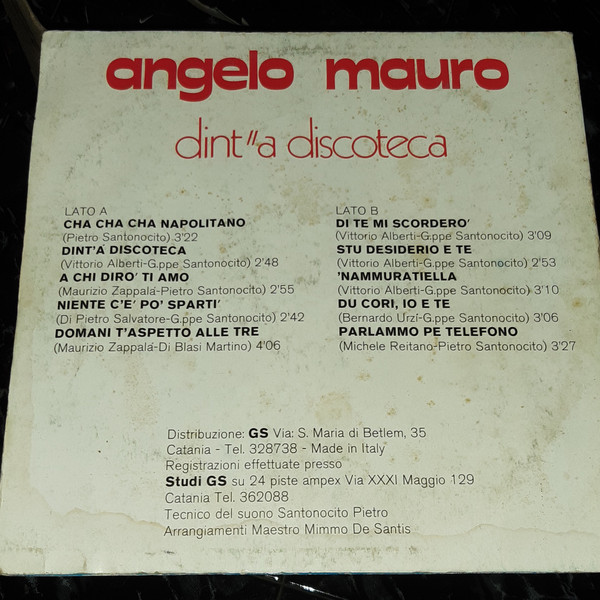 angelo mauro
dint''a discoteca
LATO A
CHA CHA CHA NAPOLITANO
(Pietro Santonocito) 3'22
DINT'A DISCOTECA
(Vittorio Alberti-G.ppe Santonocito) 2'48
A CHI DIRO' TI AMO
(Maurizio Zappalà-Pietro Santonocito) 2'55
NIENTE C'E' PO' SPARTI'
(Di Pietro Salvatore-G.ppe Santonocito) 2'42
DOMANI T'ASPETTO ALLE TRE
(Maurizio Zappalà-Di Blasi Martino) 4'06
LATO B
DI TE MI SCORDERO'
(Vittorio Alberti-G.ppe Santonocito) 3'09
STU DESIDERIO E TE
(Vittorio Alberti-G.ppe Santonocito) 2'53
'NAMMURATIELLA
(Vittorio Alberti-G.ppe Santonocito) 3'10
DU CORI, IO E TE
(Bernardo Urzì-G.ppe Santonocito) 3'06
PARLAMMO PE TELEFONO
(Michele Reitano-Pietro Santonocito) 3'27
Distribuzione: GS Via: S. Maria di Betlem, 35
Catania - Tel. 328738 - Made in Italy
Registrazioni effettuate presso
Studi GS su 24 piste ampex Via XXXI Maggio 129
Catania Tel. 362088
Tecnico del suono Santonocito Pietro
Arrangiamenti Maestro Mimmo De Santis